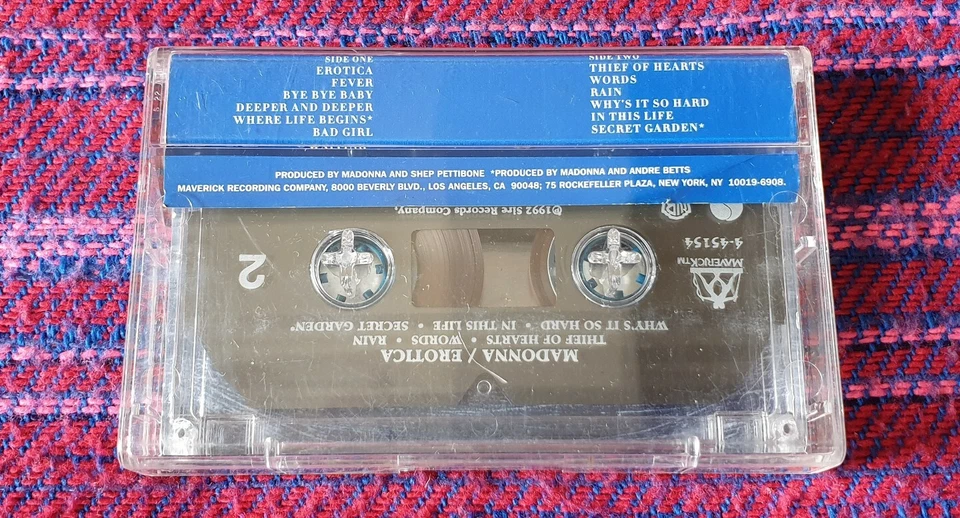 SIDE ONE
EROTICA
FEVER
BYE BYE BABY
DEEPER AND DEEPER
WHERE LIFE BEGINS*
BAD GIRL
WAITING
SIDE TWO
THIEF OF HEARTS
WORDS
RAIN
WHY'S IT SO HARD
IN THIS LIFE
SECRET GARDEN*
PRODUCED BY MADONNA AND SHEP PETTIBONE *PRODUCED BY MADONNA AND ANDRE BETTS
MAVERICK RECORDING COMPANY, 8000 BEVERLY BLVD., LOS ANGELES, CA 90048; 75 ROCKEFELLER PLAZA, NEW YORK, NY 10019-6908.
MADONNA / EROTICA
THIEF OF HEARTS • WORDS • RAIN
WHY'S IT SO HARD • IN THIS LIFE • SECRET GARDEN*
MAVERICK™
4-45154
2
℗1992 Sire Records Company.